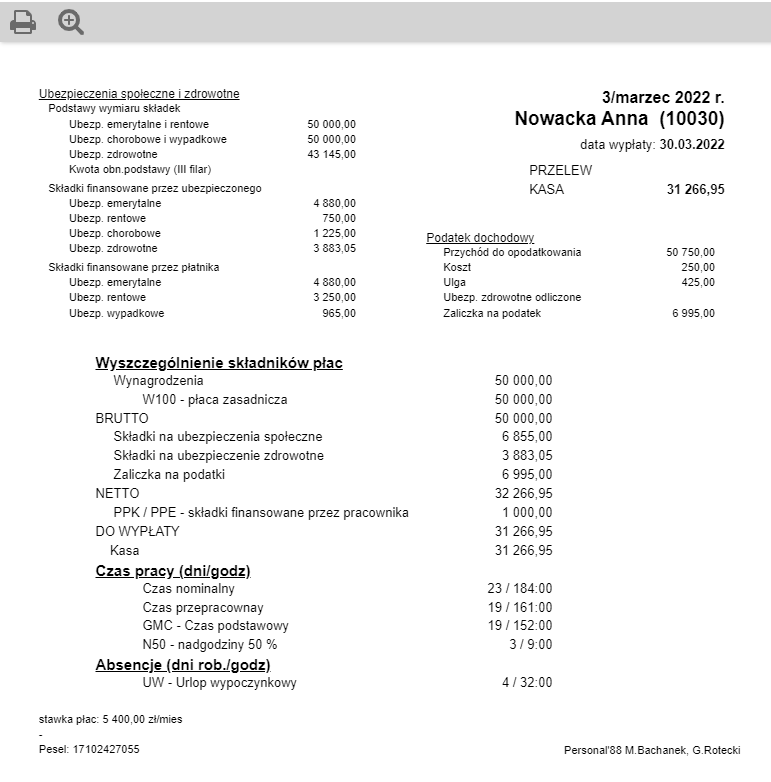 Ubezpieczenia społeczne i zdrowotne
Podstawy wymiaru składek
Ubezp. emerytalne i rentowe 50 000,00
Ubezp. chorobowe i wypadkowe 50 000,00
Ubezp. zdrowotne 43 145,00
Kwota obn.podstawy (III filar)
Składki finansowane przez ubezpieczonego
Ubezp. emerytalne 4 880,00
Ubezp. rentowe 750,00
Ubezp. chorobowe 1 225,00
Ubezp. zdrowotne 3 883,05
Składki finansowane przez płatnika
Ubezp. emerytalne 4 880,00
Ubezp. rentowe 3 250,00
Ubezp. wypadkowe 965,00
3/marzec 2022 r.
Nowacka Anna (10030)
data wypłaty: 30.03.2022
PRZELEW
KASA 31 266,95
Podatek dochodowy
Przychód do opodatkowania 50 750,00
Koszt 250,00
Ulga 425,00
Ubezp. zdrowotne odliczone
Zaliczka na podatek 6 995,00
Wyszczególnienie składników płac
Wynagrodzenia 50 000,00
W100 - płaca zasadnicza 50 000,00
BRUTTO 50 000,00
Składki na ubezpieczenia społeczne 6 855,00
Składki na ubezpieczenie zdrowotne 3 883,05
Zaliczka na podatki 6 995,00
NETTO 32 266,95
PPK / PPE - składki finansowane przez pracownika 1 000,00
DO WYPŁATY 31 266,95
Kasa 31 266,95
Czas pracy (dni/godz)
Czas nominalny 23 / 184:00
Czas przepracownay 19 / 161:00
GMC - Czas podstawowy 19 / 152:00
N50 - nadgodziny 50 % 3 / 9:00
Absencje (dni rob./godz)
UW - Urlop wypoczynkowy 4 / 32:00
stawka płac: 5 400,00 zł/mies
-
Pesel: 17102427055
Personal'88 M.Bachanek, G.Rotecki